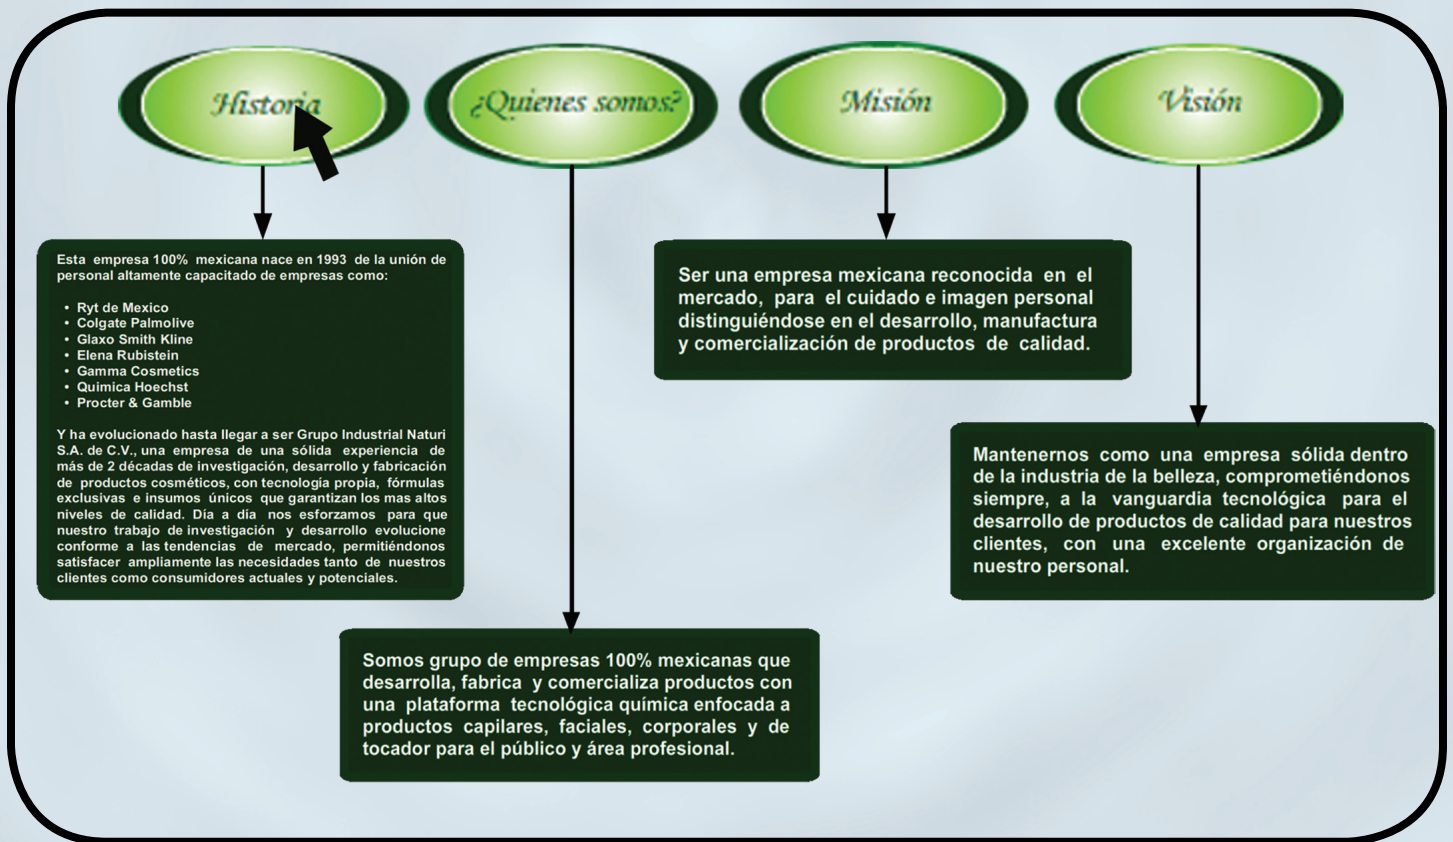 Historia
¿Quienes somos?
Misión
Visión
Esta empresa 100% mexicana nace en 1993 de la unión de
personal altamente capacitado de empresas como:
• Ryt de Mexico
• Colgate Palmolive
• Glaxo Smith Kline
• Elena Rubistein
• Gamma Cosmetics
• Quimica Hoechst
• Procter & Gamble
Y ha evolucionado hasta llegar a ser Grupo Industrial Naturi
S.A. de C.V., una empresa de una sólida experiencia de
más de 2 décadas de investigación, desarrollo y fabricación
de productos cosméticos, con tecnologia propia, fórmulas
exclusivas e insumos únicos que garantizan los mas altos
niveles de calidad. Día a día nos esforzamos para que
nuestro trabajo de investigación y desarrollo evolucione
conforme a las tendencias de mercado, permitiéndonos
satisfacer ampliamente las necesidades tanto de nuestros
clientes como consumidores actuales y potenciales.
Somos grupo de empresas 100% mexicanas que
desarrolla, fabrica y comercializa productos con
una plataforma tecnológica química enfocada a
productos capilares, faciales, corporales y de
tocador para el público y área profesional.
Ser una empresa mexicana reconocida en el
mercado, para el cuidado e imagen personal
distinguiéndose en el desarrollo, manufactura
y comercialización de productos de calidad.
Mantenernos como una empresa sólida dentro
de la industria de la belleza, comprometiéndonos
siempre, a la vanguardia tecnológica para el
desarrollo de productos de calidad para nuestros
clientes, con una excelente organización de
nuestro personal.